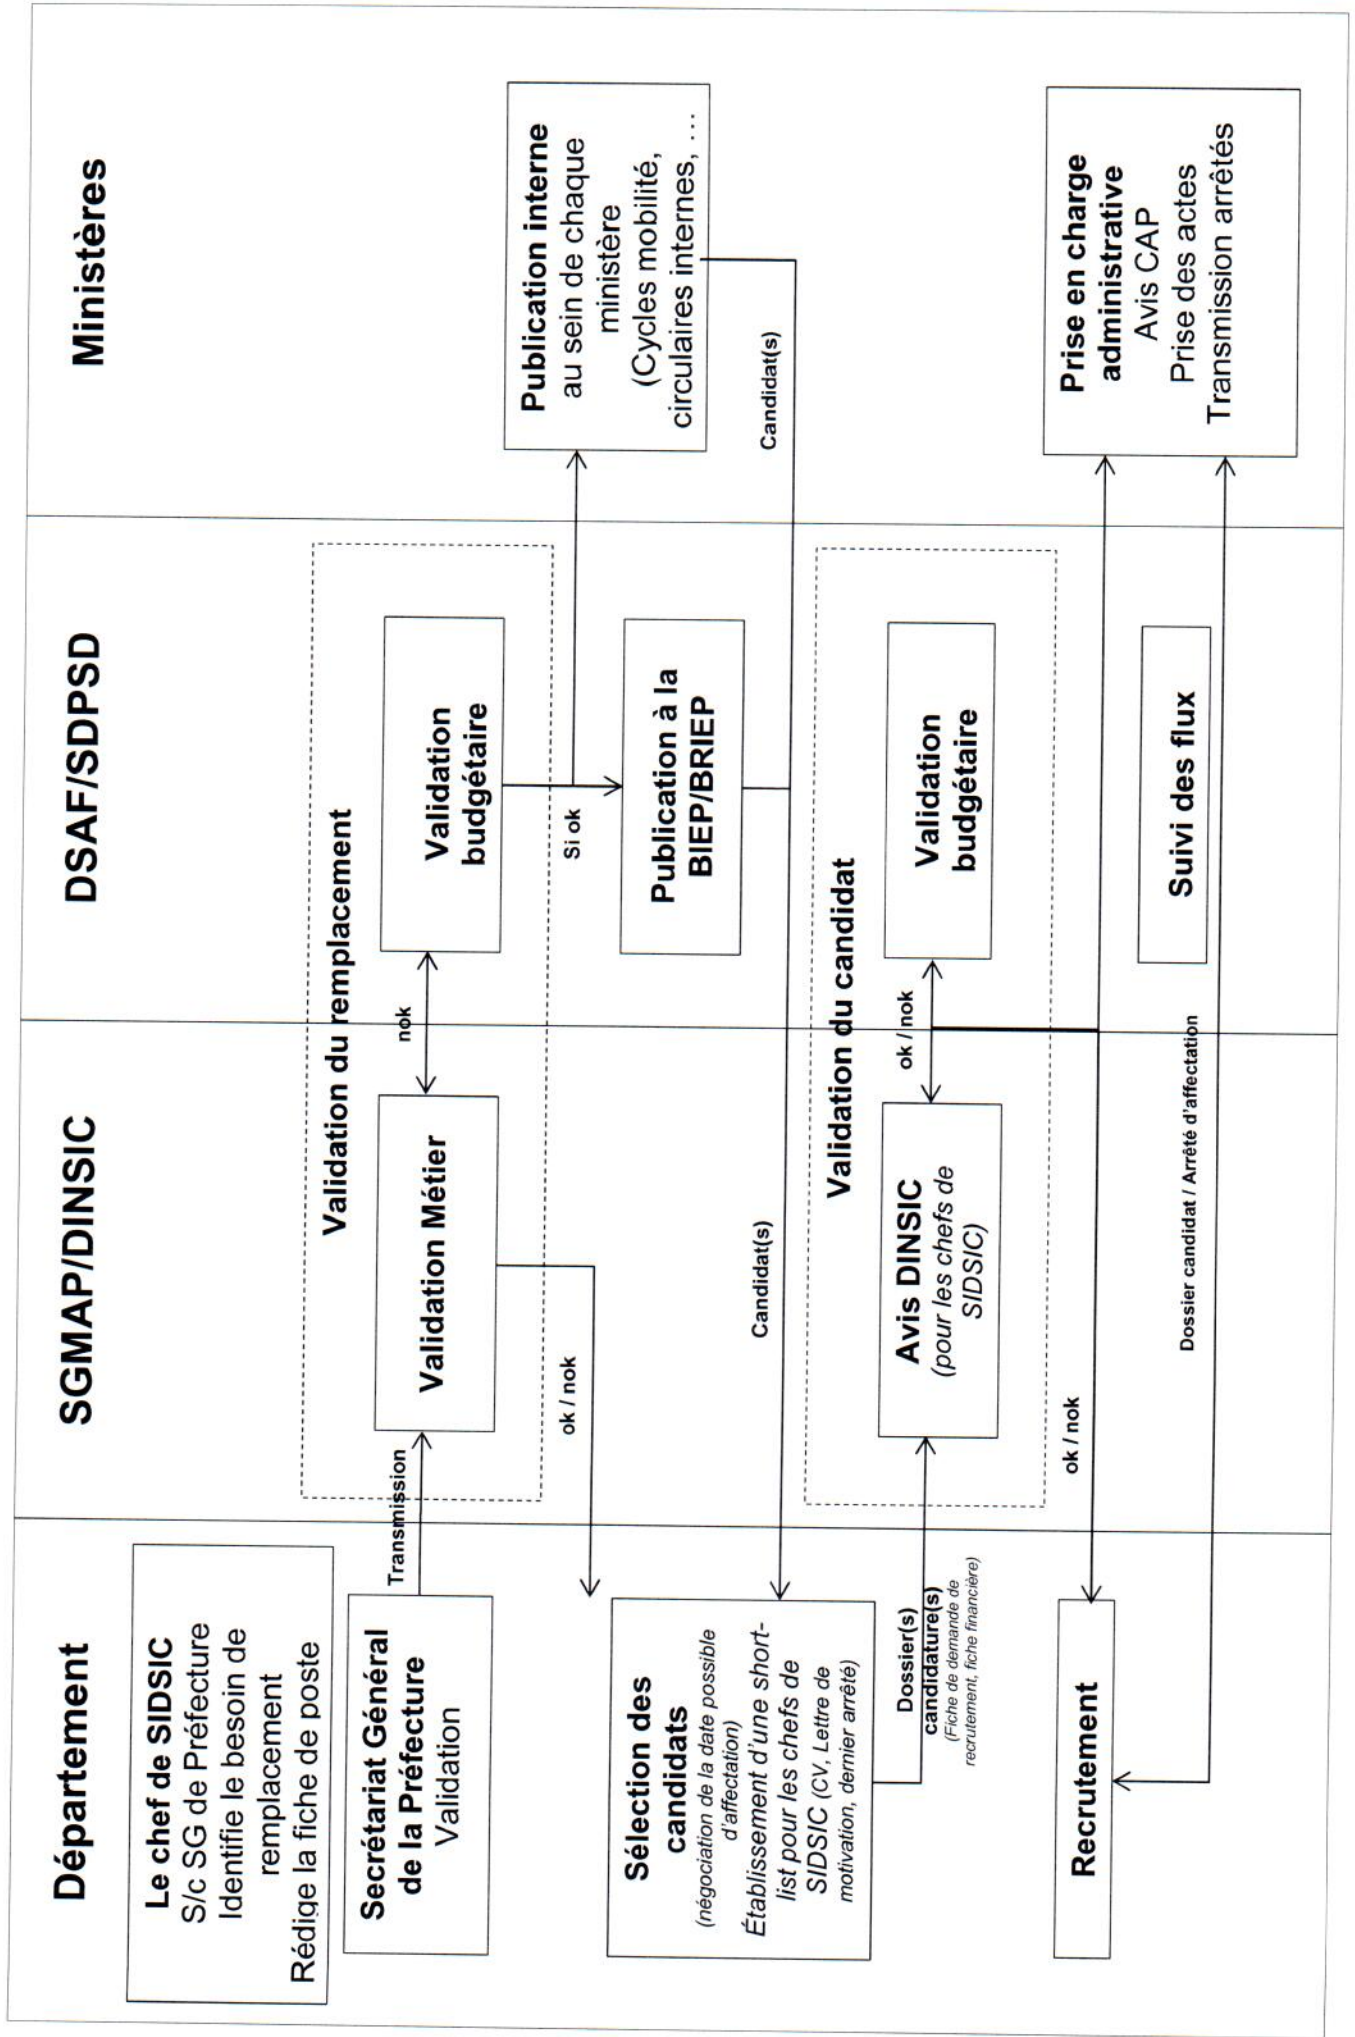 Département
SGMAP/DINSIC
DSAF/SDPSD
Ministères
Le chef de SIDSIC
S/c SG de Préfecture
Identifie le besoin de
remplacement
Rédige la fiche de poste
Secrétariat Général
de la Préfecture
Validation
Transmission
Validation du remplacement
Validation Métier
nok
Validation
budgétaire
ok / nok
Si ok
Publication interne
au sein de chaque
ministère
(Cycles mobilité,
circulaires internes, …
Publication à la
BIEP/BRIEP
Candidat(s)
Candidat(s)
Sélection des
candidats
(négociation de la date possible
d'affectation)
Établissement d'une short-
list pour les chefs de
SIDSIC (CV, Lettre de
motivation, dernier arrêté)
Dossier(s)
candidature(s)
(Fiche de demande de
recrutement, fiche financière)
Validation du candidat
Avis DINSIC
(pour les chefs de
SIDSIC)
ok / nok
Validation
budgétaire
ok / nok
Recrutement
Prise en charge
administrative
Avis CAP
Prise des actes
Transmission arrêtés
Suivi des flux
Dossier candidat / Arrêté d'affectation